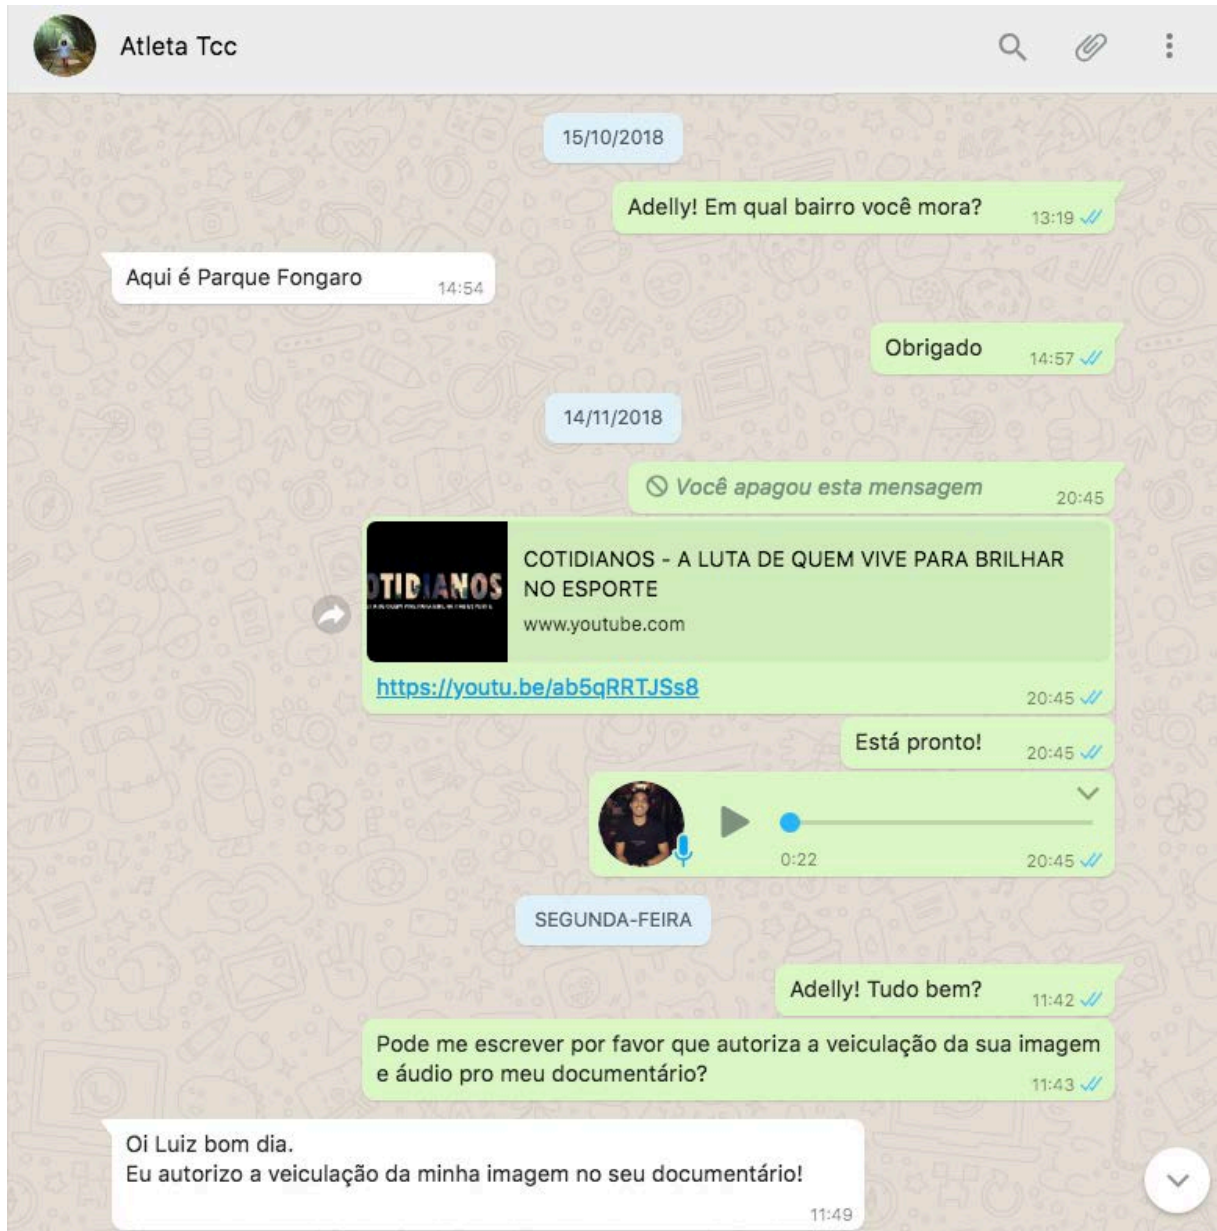 Atleta Tcc
15/10/2018
Adelly! Em qual bairro você mora?
13:19
Aqui é Parque Fongaro
14:54
Obrigado
14:57
14/11/2018
Você apagou esta mensagem
20:45
OTIDIANOS
COTIDIANOS - A LUTA DE QUEM VIVE PARA BRILHAR
NO ESPORTE
www.youtube.com
https://youtu.be/ab5qRRTJSs8
20:45
Está pronto!
20:45
0:22
20:45
SEGUNDA-FEIRA
Adelly! Tudo bem?
11:42
Pode me escrever por favor que autoriza a veiculação da sua imagem
e áudio pro meu documentário?
11:43
Oi Luiz bom dia.
Eu autorizo a veiculação da minha imagem no seu documentário!
11:49